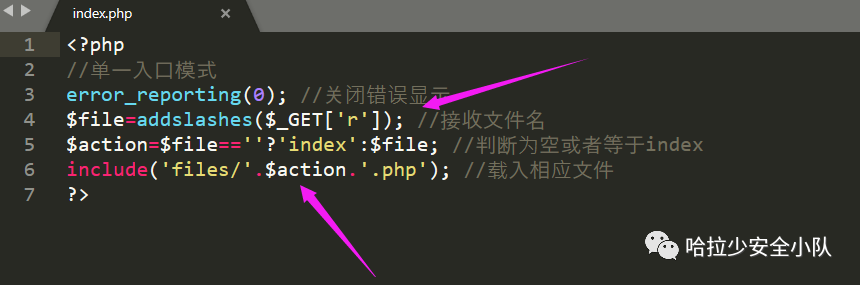 index.php
1 <?php
2 //单一入口模式
3 error_reporting(0); //关闭错误显示
4 $file=addslashes($_GET['r']); //接收文件名
5 $action=$file==''?'index':$file; //判断为空或者等于index
6 include('files/'.$action.'.php'); //载入相应文件
7 ?>
哈拉少安全小队